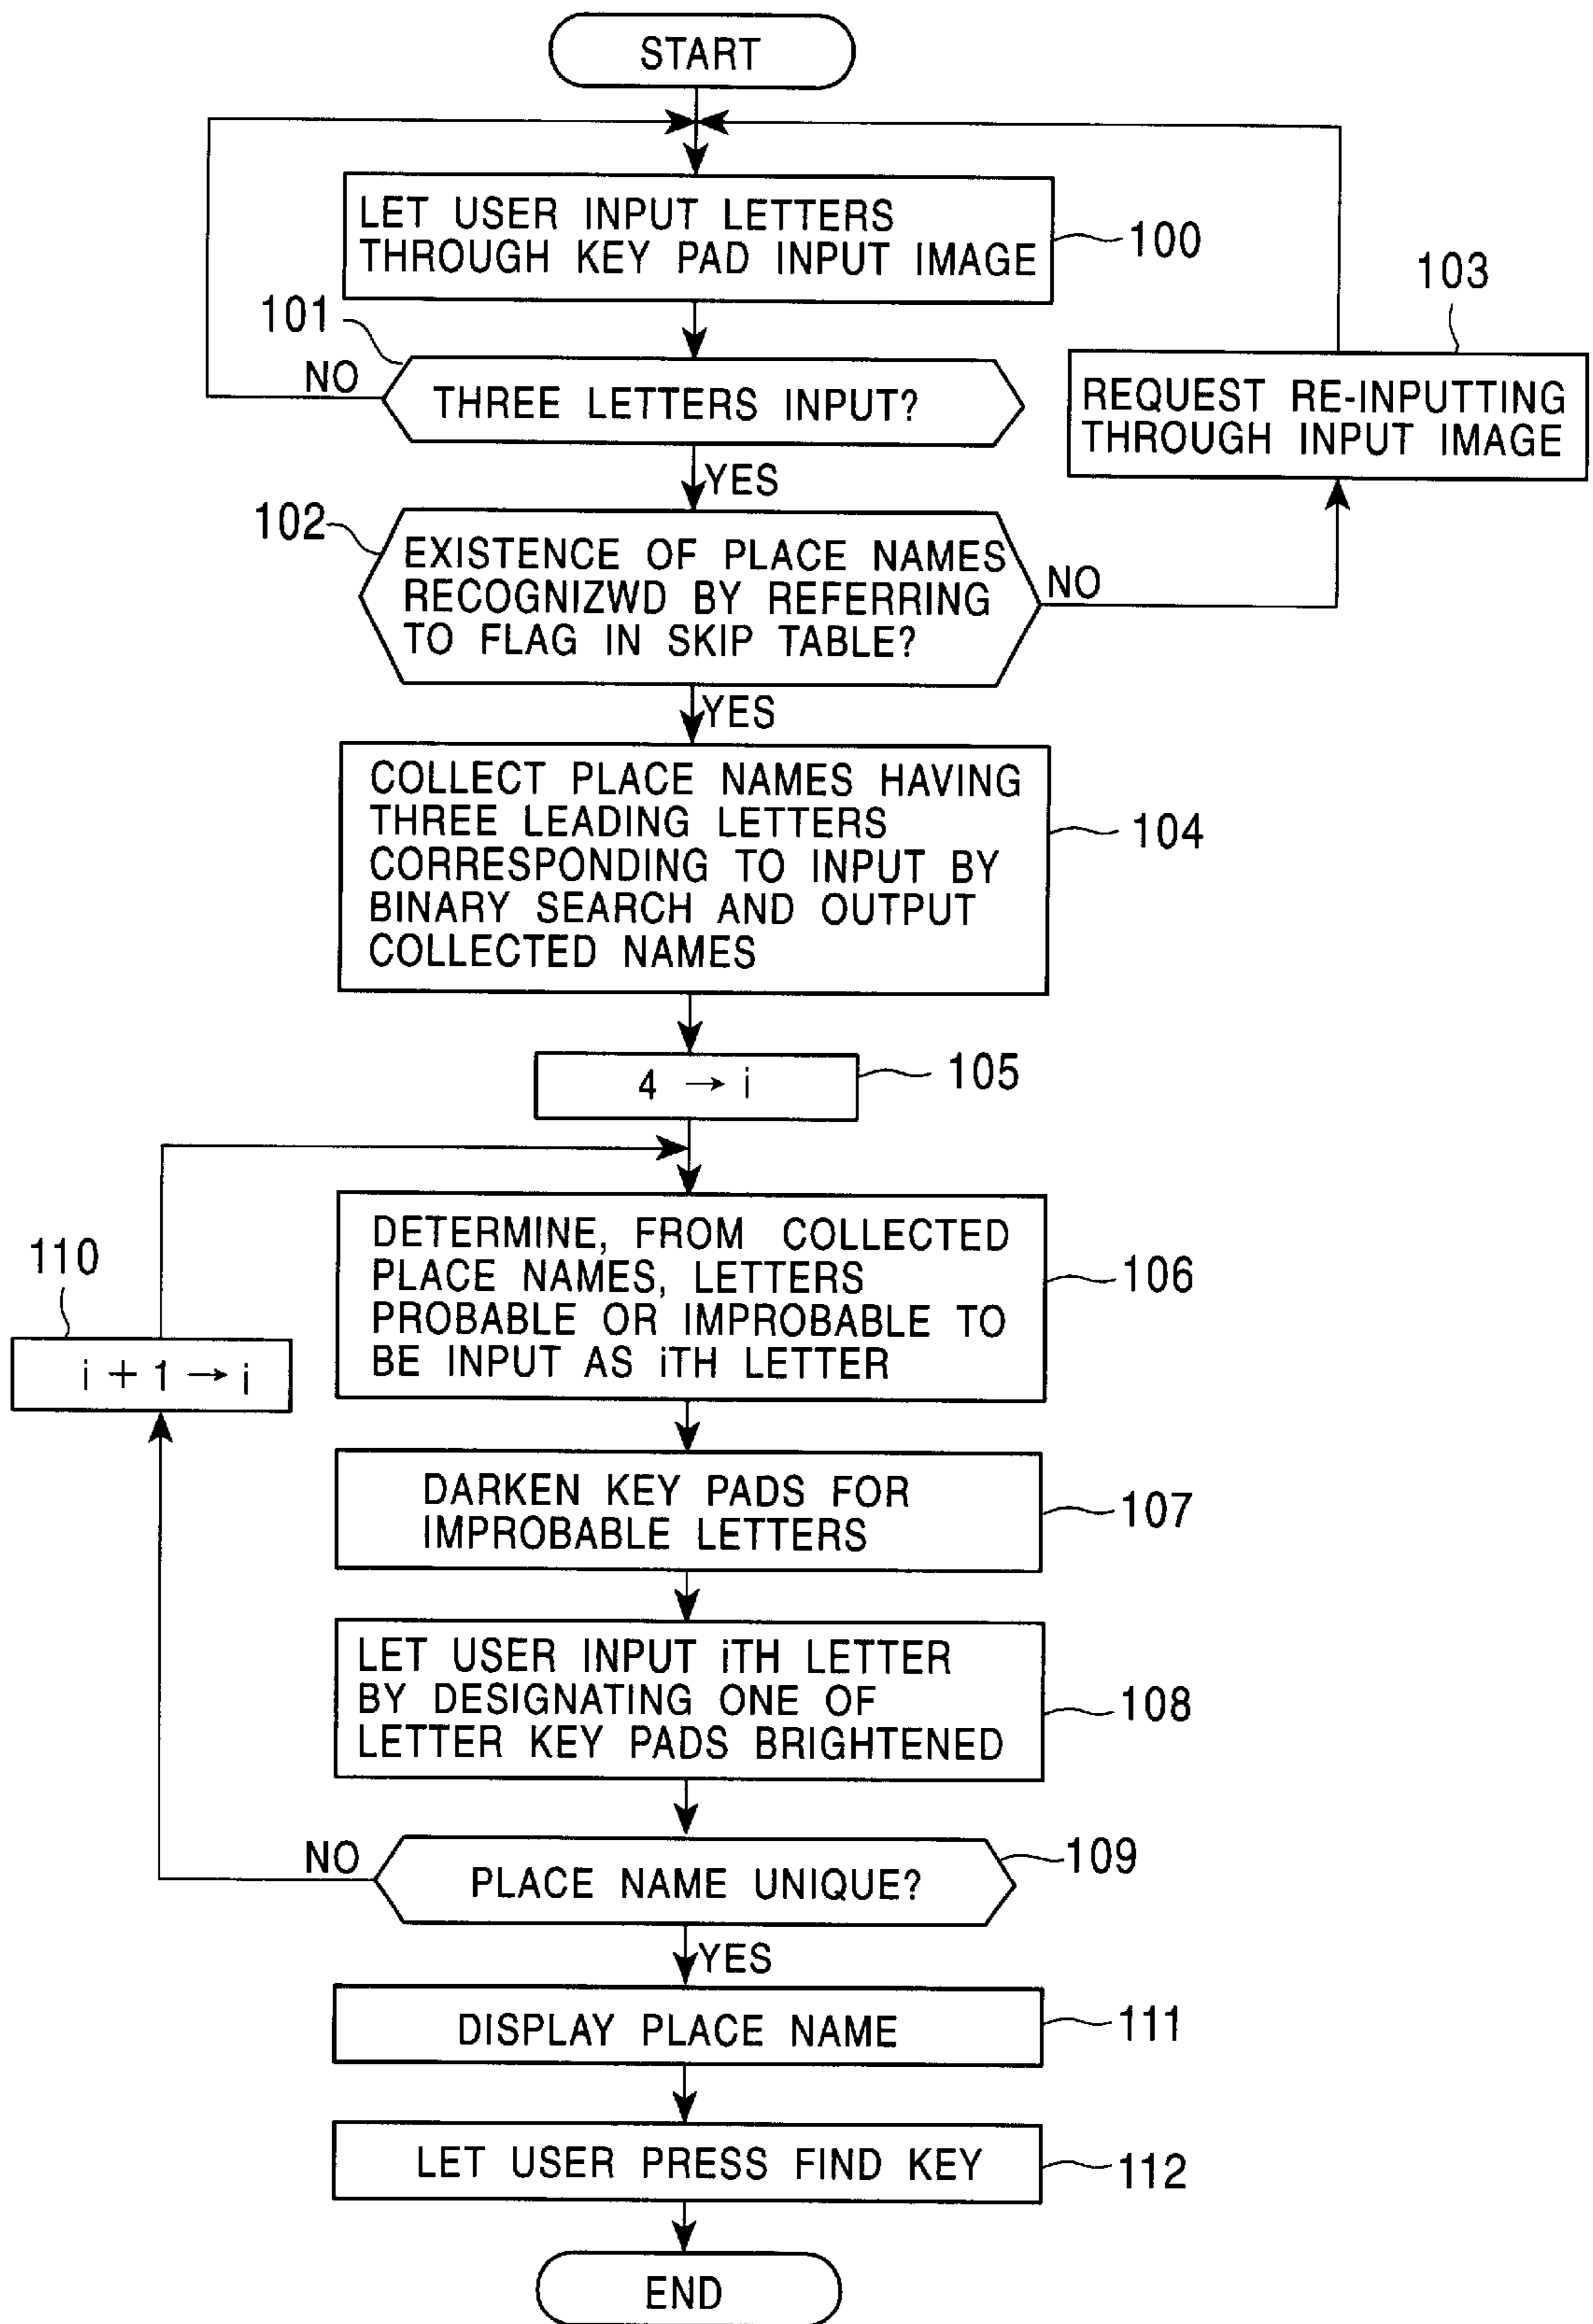 START
LET USER INPUT LETTERS
THROUGH KEY PAD INPUT IMAGE
100
103
101
NO
THREE LETTERS INPUT?
REQUEST RE-INPUTTING
THROUGH INPUT IMAGE
YES
102
EXISTENCE OF PLACE NAMES
RECOGNIZWD BY REFERRING
TO FLAG IN SKIP TABLE?
NO
YES
COLLECT PLACE NAMES HAVING
THREE LEADING LETTERS
CORRESPONDING TO INPUT BY
BINARY SEARCH AND OUTPUT
COLLECTED NAMES
104
4 → i
105
DETERMINE, FROM COLLECTED
PLACE NAMES, LETTERS
PROBABLE OR IMPROBABLE TO
BE INPUT AS iTH LETTER
106
110
i + 1 → i
DARKEN KEY PADS FOR
IMPROBABLE LETTERS
107
LET USER INPUT iTH LETTER
BY DESIGNATING ONE OF
LETTER KEY PADS BRIGHTENED
108
NO
PLACE NAME UNIQUE?
109
YES
DISPLAY PLACE NAME
111
LET USER PRESS FIND KEY
112
END